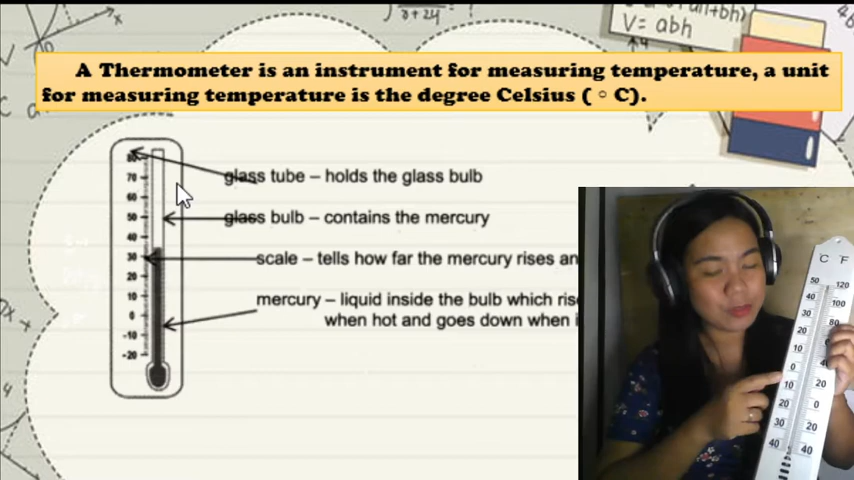 x+24
V = abh
A Thermometer is an instrument for measuring temperature, a unit
for measuring temperature is the degree Celsius ( ° C).
glass tube – holds the glass bulb
glass bulb – contains the mercury
scale – tells how far the mercury rises an
mercury – liquid inside the bulb which rise
when hot and goes down when i
80
70
60
50
40
30
20
10
0
-10
-20
C F
50 120
40 100
30 80
20
10
0 4
10 20
20 0
30 20
40 40